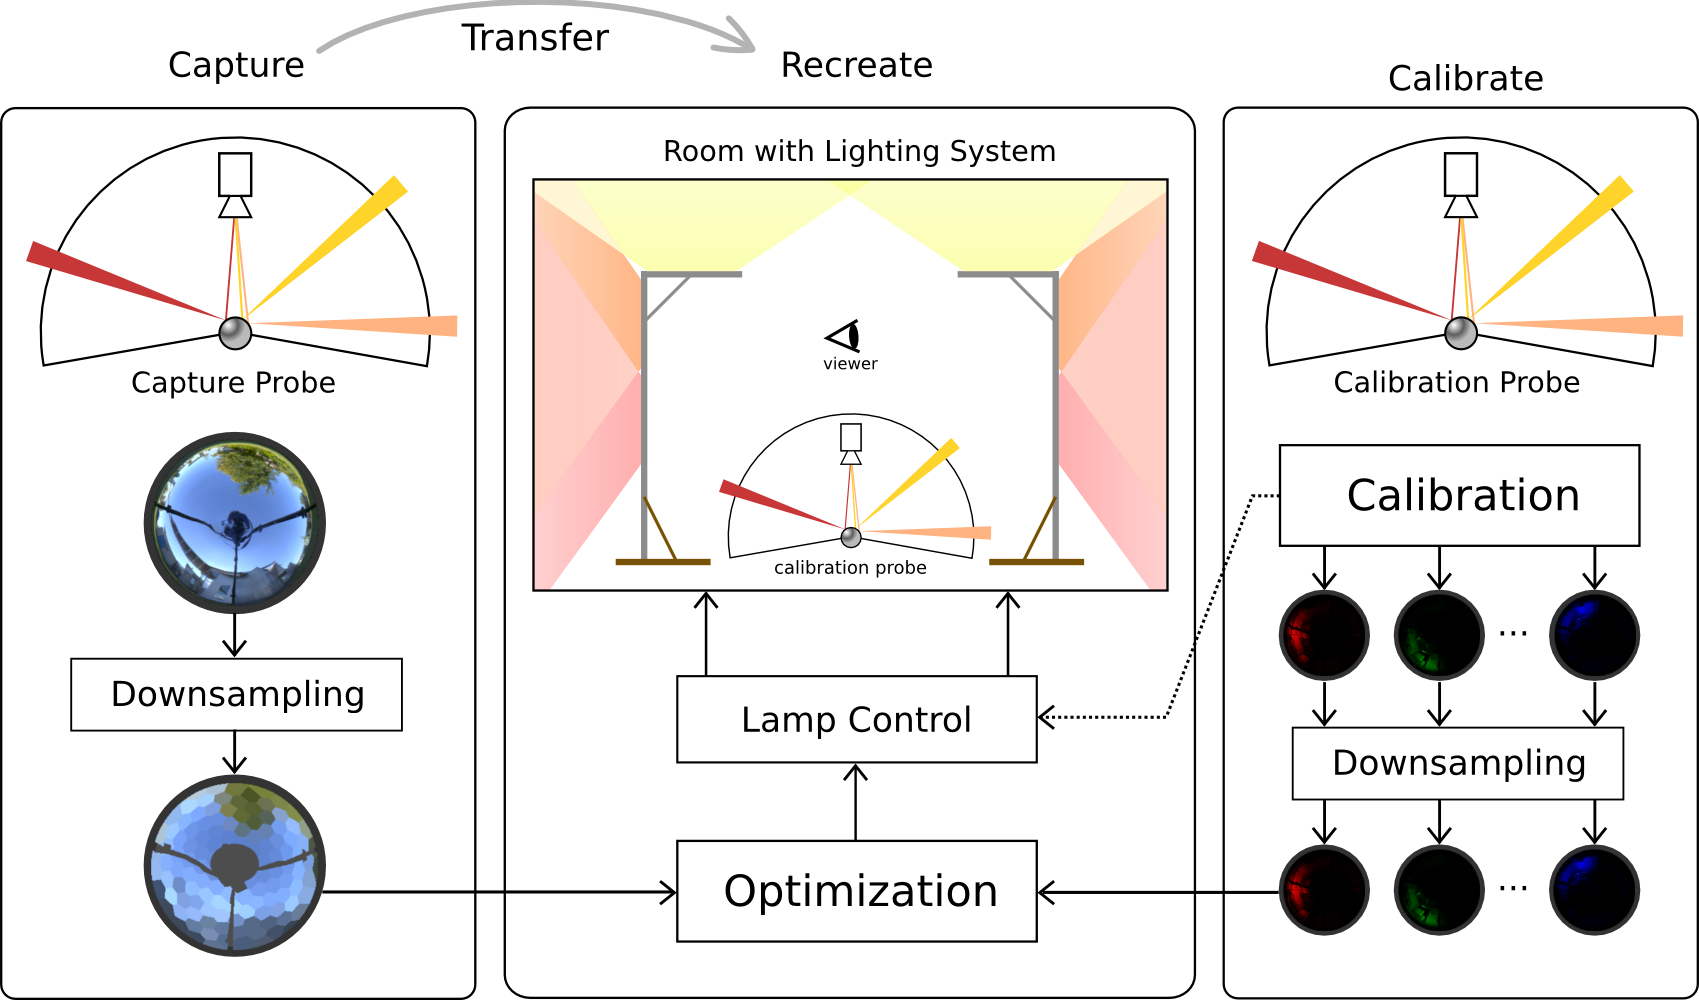 Transfer
Capture
Recreate
Calibrate
Capture Probe
Downsampling
Room with Lighting System
viewer
calibration probe
Lamp Control
Optimization
Calibration Probe
Calibration
...
Downsampling
...